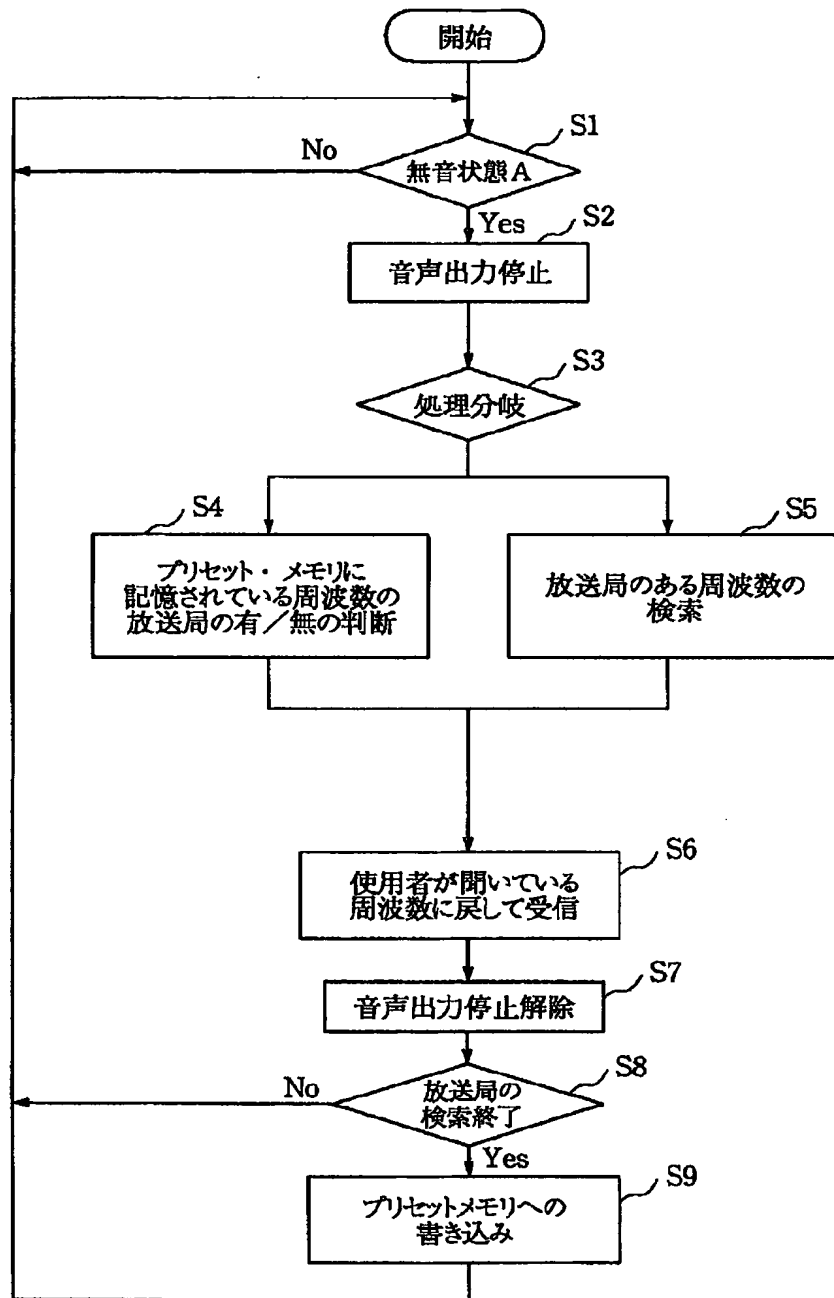 開始
S1
No
無音状態A
Yes
S2
音声出力停止
S3
処理分岐
S4
プリセット・メモリに
記憶されている周波数の
放送局の有／無の判断
S5
放送局のある周波数の
検索
S6
使用者が聞いている
周波数に戻して受信
S7
音声出力停止解除
S8
No
放送局の
検索終了
Yes
S9
プリセットメモリへの
書き込み